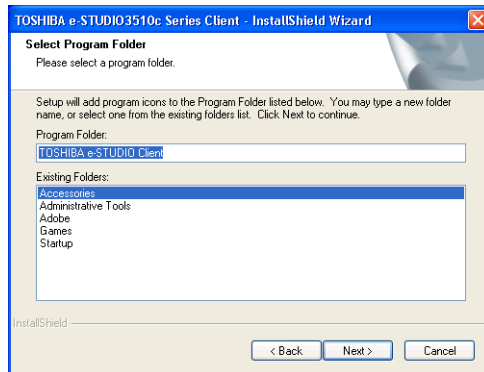 TOSHIBA e-STUDIO3510c Series Client - InstallShield Wizard
Select Program Folder
Please select a program folder.
Setup will add program icons to the Program Folder listed below. You may type a new folder
name, or select one from the existing folders list. Click Next to continue.
Program Folder:
TOSHIBA e-STUDIO Client
Existing Folders:
Accessories
Administrative Tools
Adobe
Games
Startup
InstallShield
< Back
Next >
Cancel